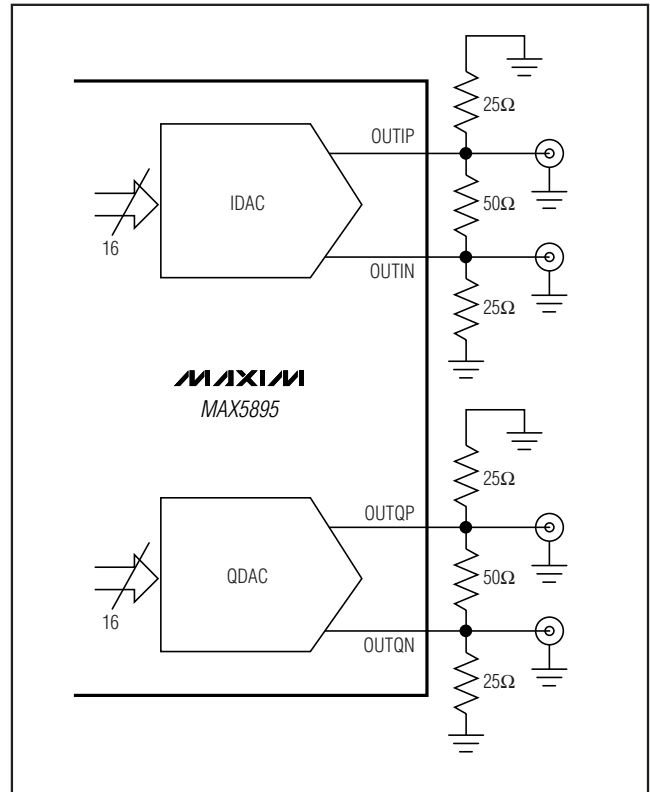 25Ω
OUTIP
IDAC
50Ω
16
OUTIN
25Ω
MAXIM
MAX5895
25Ω
OUTQP
QDAC
50Ω
16
OUTQN
25Ω